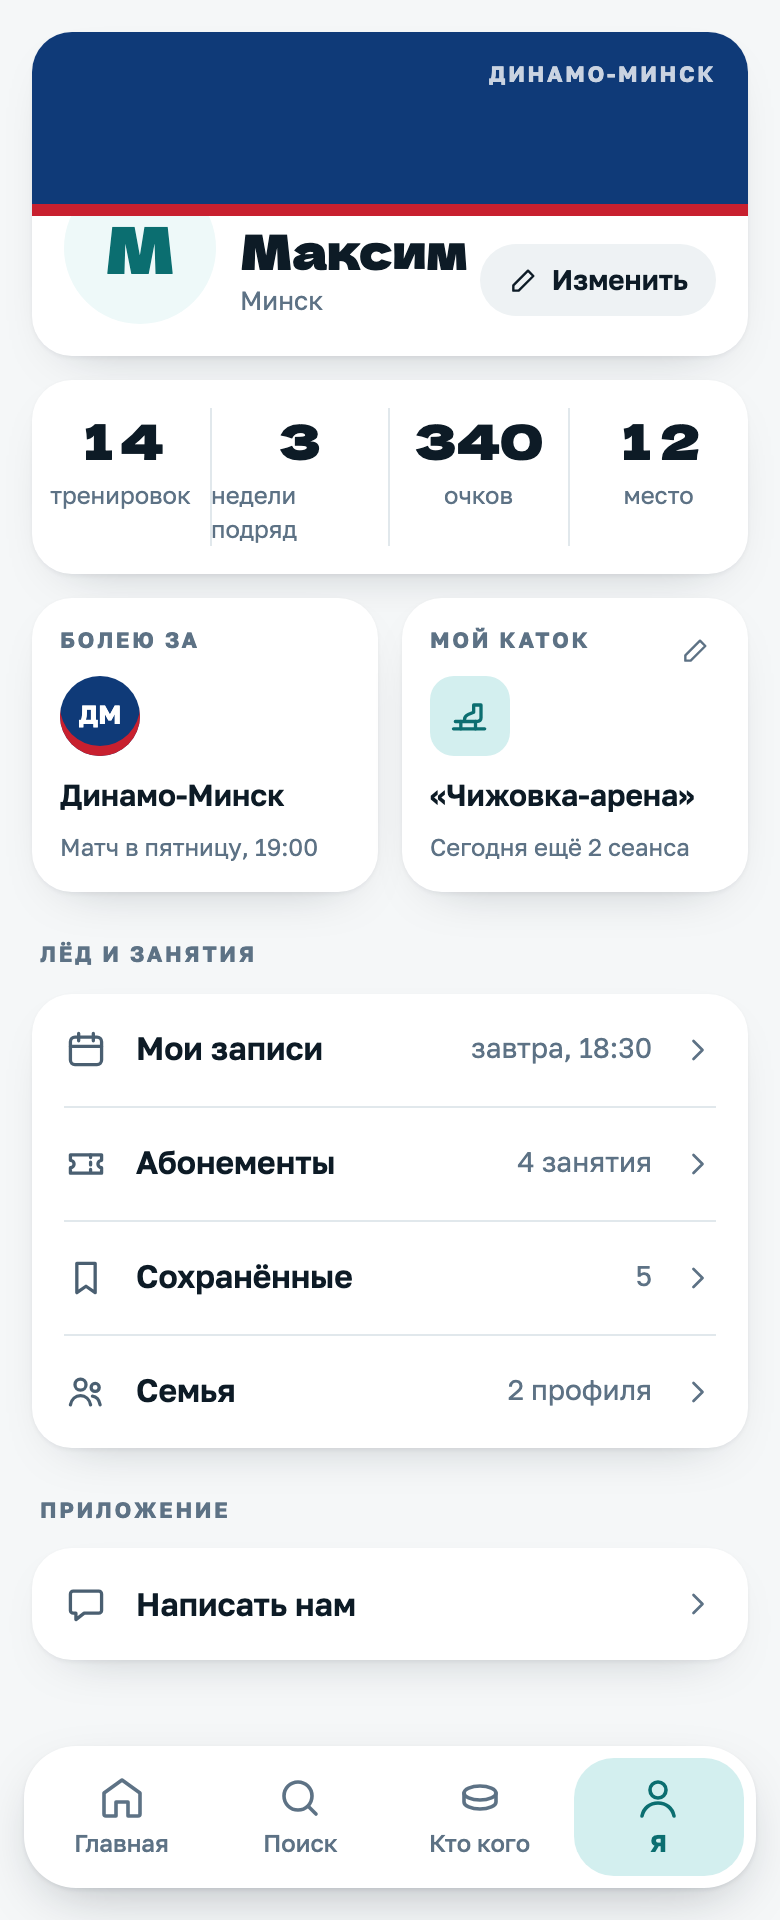 ДИНАМО-МИНСК
М
Максим
Минск
Изменить
14
тренировок
3
недели
подряд
340
очков
12
место
БОЛЕЮ ЗА
ДМ
Динамо-Минск
Матч в пятницу, 19:00
МОЙ КАТОК
«Чижовка-арена»
Сегодня ещё 2 сеанса
ЛЁД И ЗАНЯТИЯ
Мои записи
завтра, 18:30
Абонементы
4 занятия
Сохранённые
5
Семья
2 профиля
ПРИЛОЖЕНИЕ
Написать нам
Главная
Поиск
Кто кого
Я